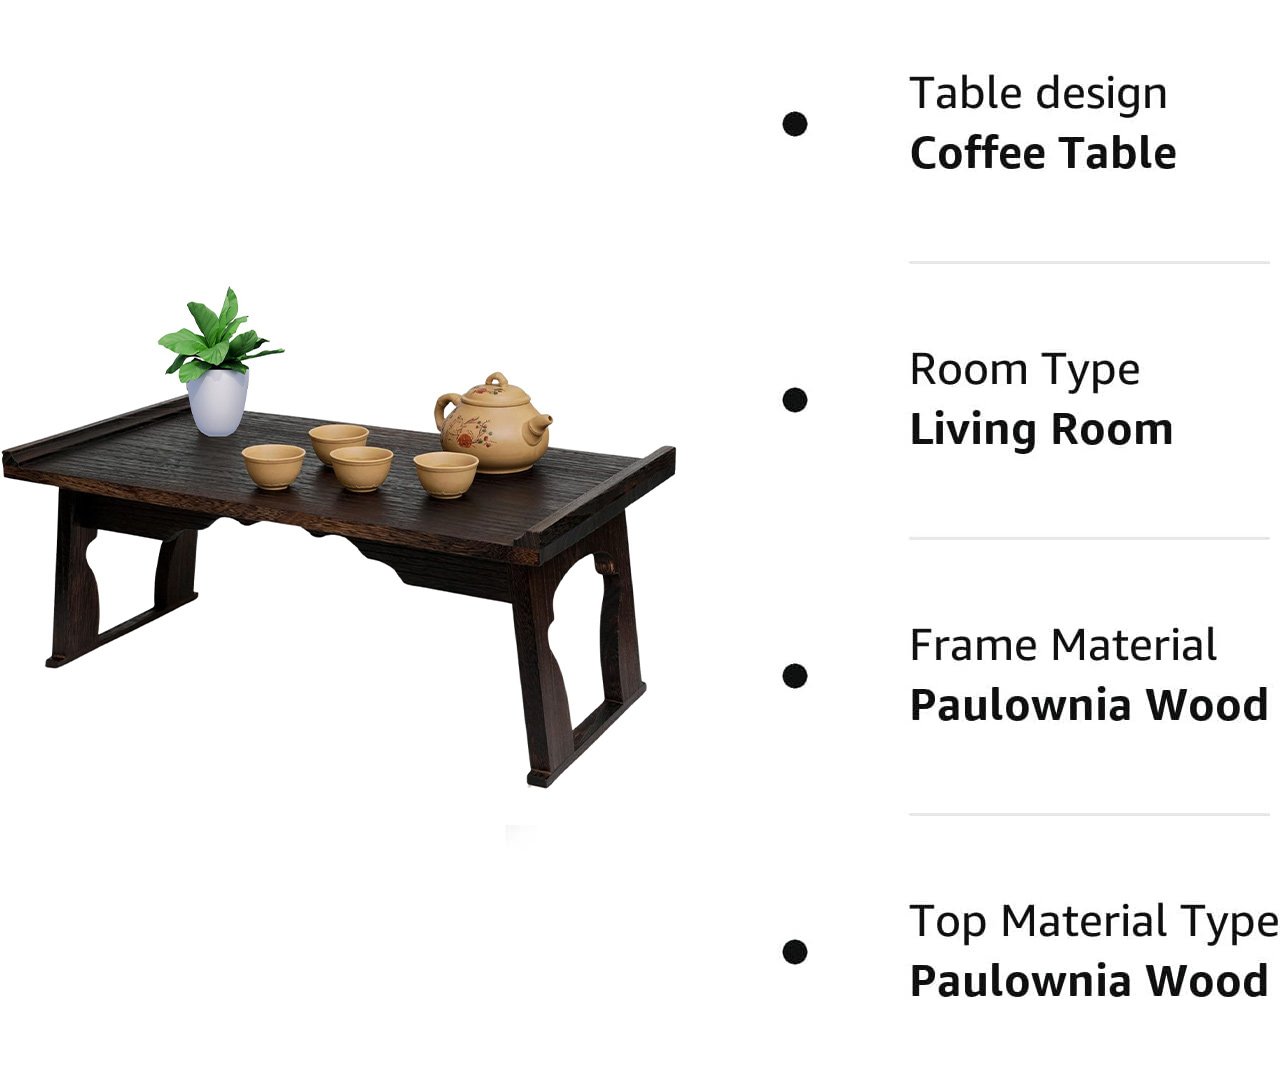 Table design
Coffee Table
Room Type
Living Room
Frame Material
Paulownia Wood
Top Material Type
Paulownia Wood